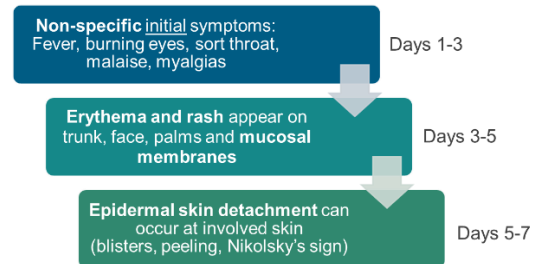 Non-specific initial symptoms:
Fever, burning eyes, sort throat,
malaise, myalgias
Days 1-3
Erythema and rash appear on
trunk, face, palms and mucosal
membranes
Days 3-5
Epidermal skin detachment can
occur at involved skin
(blisters, peeling, Nikolsky's sign)
Days 5-7